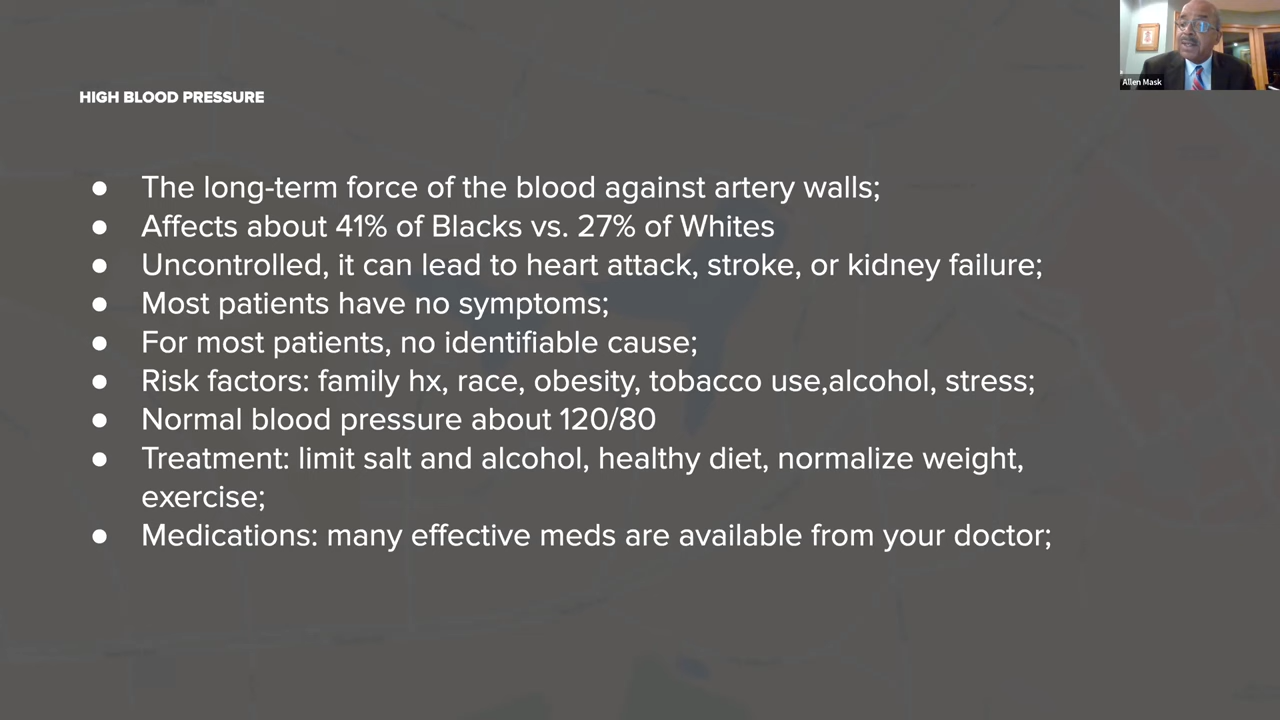 Allen Mask
HIGH BLOOD PRESSURE
● The long-term force of the blood against artery walls;
● Affects about 41% of Blacks vs. 27% of Whites
● Uncontrolled, it can lead to heart attack, stroke, or kidney failure;
● Most patients have no symptoms;
● For most patients, no identifiable cause;
● Risk factors: family hx, race, obesity, tobacco use,alcohol, stress;
● Normal blood pressure about 120/80
● Treatment: limit salt and alcohol, healthy diet, normalize weight,
exercise;
● Medications: many effective meds are available from your doctor;